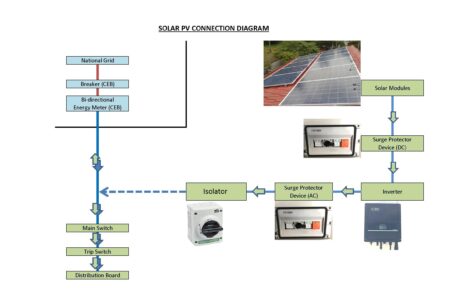 SOLAR PV CONNECTION DIAGRAM
National Grid
Breaker (CEB)
Bi-directional
Energy Meter (CEB)
Solar Modules
Surge Protector
Device (DC)
Isolator
Surge Protector
Device (AC)
Inverter
Main Switch
Trip Switch
Distribution Board